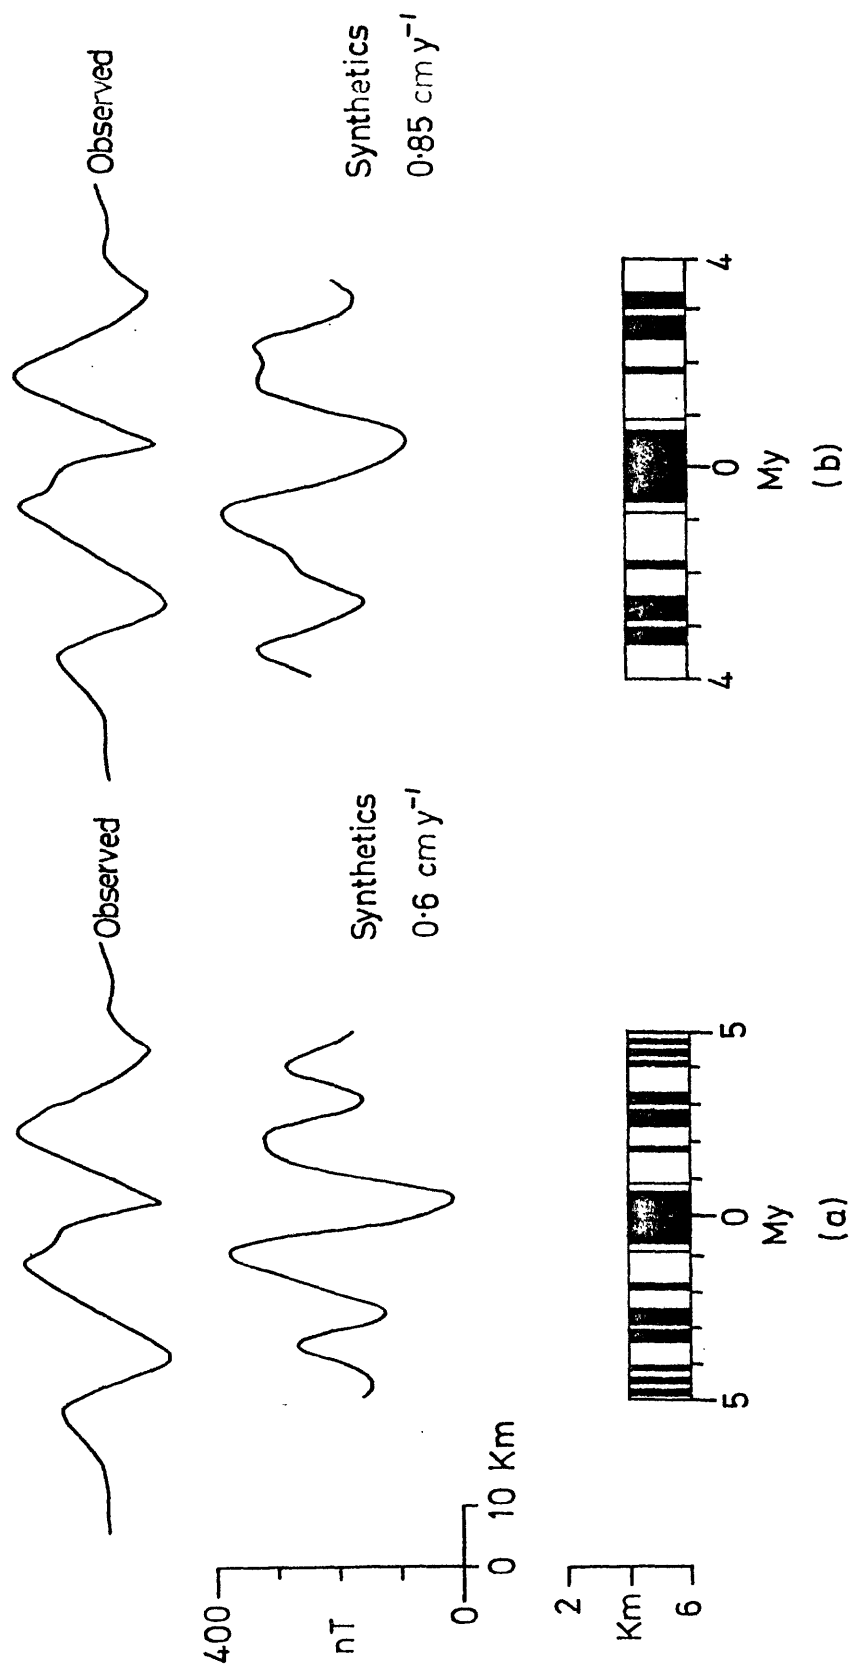 Observed
Observed
400
nT
0
0 10 Km
Synthetics
0·6 cm y⁻¹
Synthetics
0·85 cm y⁻¹
2
Km
6
5 0 5
My
(a)
4 0 4
My
(b)